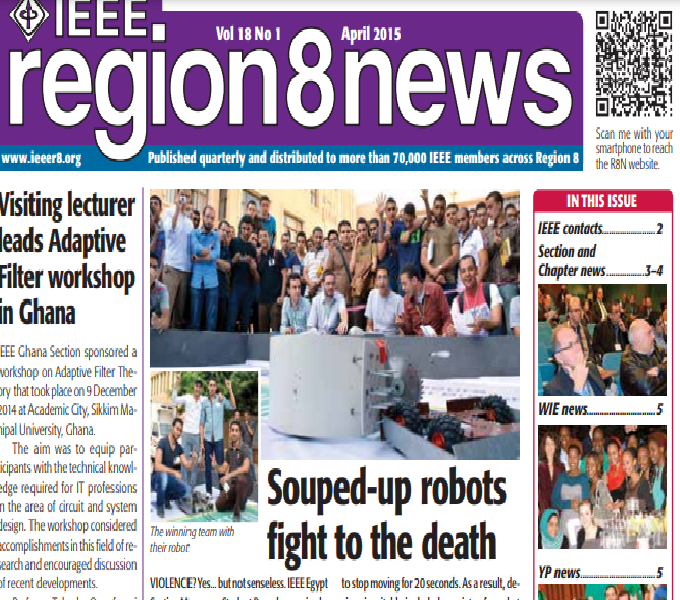 IEEE
Vol 18 No 1 April 2015
region8news
www.ieeer8.org Published quarterly and distributed to more than 70,000 IEEE members across Region 8
Scan me with your
smartphone to reach
the R8N website.
Visiting lecturer
leads Adaptive
Filter workshop
in Ghana
IEEE Ghana Section sponsored a
workshop on Adaptive Filter The-
ory that took place on 9 December
2014 at Academic City, Sikkim Ma-
nipal University, Ghana.
The aim was to equip par-
ticipants with the technical knowl-
edge required for IT professions
in the area of circuit and system
design. The workshop considered
accomplishments in this field of re-
search and encouraged discussion
of recent developments.
The winning team with
their robot
Souped-up robots
fight to the death
VIOLENCE? Yes... but not senseless. IEEE Egypt
to stop moving for 20 seconds. As a result, de-
IN THIS ISSUE
IEEE contacts.....................2
Section and
Chapter news.............3–4
WIE news.........................5
YP news...........................5